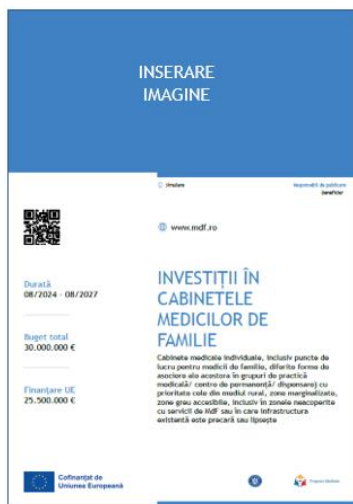 INSERARE
IMAGINE
Responsabil de publicare
Beneficiar
www.mdf.ro
Durată
08/2024 - 08/2027
Buget total
30.000.000 €
Finanțare UE
25.500.000 €
INVESTIȚII ÎN
CABINETELE
MEDICILOR DE
FAMILIE
Cabinete medicale individuale, inclusiv puncte de
lucru pentru medicii de familie, diferite forme de
asociere ale acestora în grupuri de practică
medicală/ centre de permanență/ dispensare) cu
prioritate cele din mediul rural, zone marginalizate,
zone greu accesibile, inclusiv în zonele neacoperite
cu servicii de MdF sau în care infrastructura
existentă este precară sau lipsește
Cofinanțat de
Uniunea Europeană
Programul Sănătate